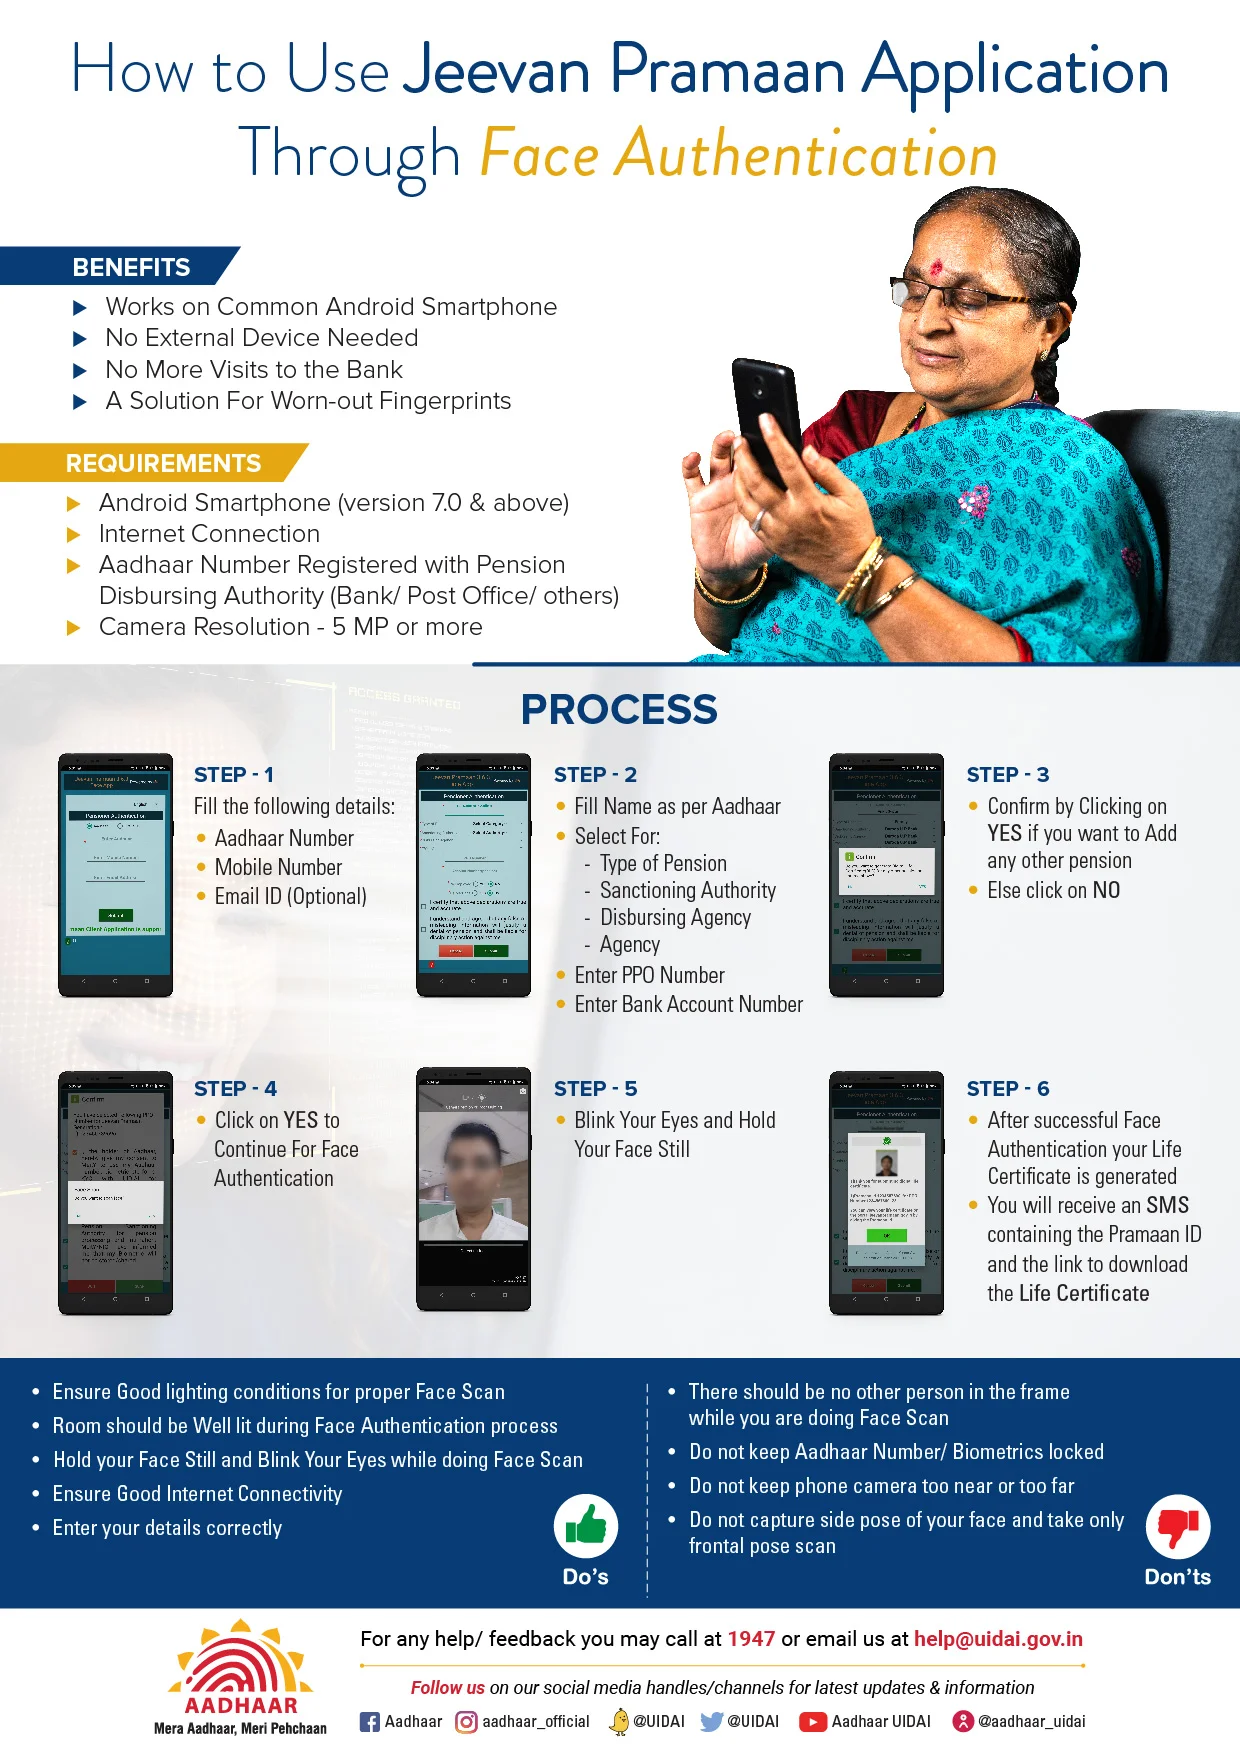 How to Use Jeevan Pramaan Application
Through Face Authentication
BENEFITS
Works on Common Android Smartphone
No External Device Needed
No More Visits to the Bank
A Solution For Worn-out Fingerprints
REQUIREMENTS
Android Smartphone (version 7.0 & above)
Internet Connection
Aadhaar Number Registered with Pension
Disbursing Authority (Bank/ Post Office/ others)
Camera Resolution - 5 MP or more
PROCESS
STEP - 1
Fill the following details:
• Aadhaar Number
• Mobile Number
• Email ID (Optional)
STEP - 2
• Fill Name as per Aadhaar
• Select For:
- Type of Pension
- Sanctioning Authority
- Disbursing Agency
- Agency
• Enter PPO Number
• Enter Bank Account Number
STEP - 3
• Confirm by Clicking on
YES if you want to Add
any other pension
• Else click on NO
STEP - 4
• Click on YES to
Continue For Face
Authentication
STEP - 5
• Blink Your Eyes and Hold
Your Face Still
STEP - 6
• After successful Face
Authentication your Life
Certificate is generated
• You will receive an SMS
containing the Pramaan ID
and the link to download
the Life Certificate
• Ensure Good lighting conditions for proper Face Scan
• Room should be Well lit during Face Authentication process
• Hold your Face Still and Blink Your Eyes while doing Face Scan
• Ensure Good Internet Connectivity
• Enter your details correctly
Do's
• There should be no other person in the frame
while you are doing Face Scan
• Do not keep Aadhaar Number/ Biometrics locked
• Do not keep phone camera too near or too far
• Do not capture side pose of your face and take only
frontal pose scan
Don'ts
AADHAAR
Mera Aadhaar, Meri Pehchaan
For any help/ feedback you may call at 1947 or email us at help@uidai.gov.in
Follow us on our social media handles/channels for latest updates & information
Aadhaar aadhaar_official @UIDAI @UIDAI Aadhaar UIDAI @aadhaar_uidai